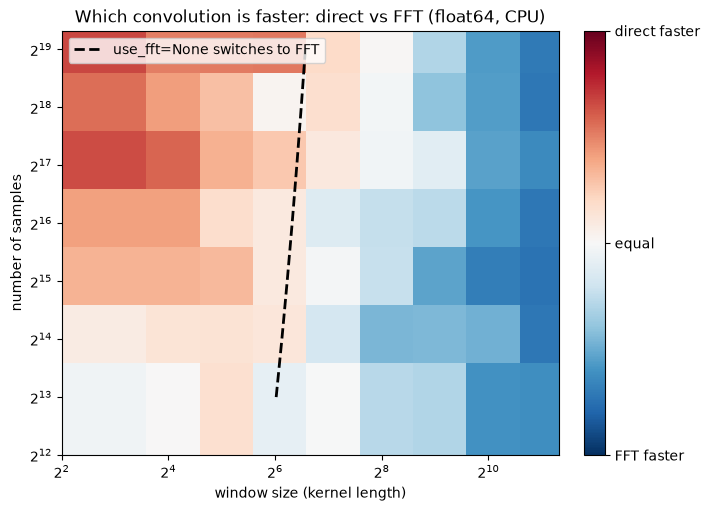 Which convolution is faster: direct vs FFT (float64, CPU)
use_fft=None switches to FFT
number of samples
2^19
2^18
2^17
2^16
2^15
2^14
2^13
2^12
2^2
2^4
2^6
2^8
2^10
window size (kernel length)
direct faster
equal
FFT faster